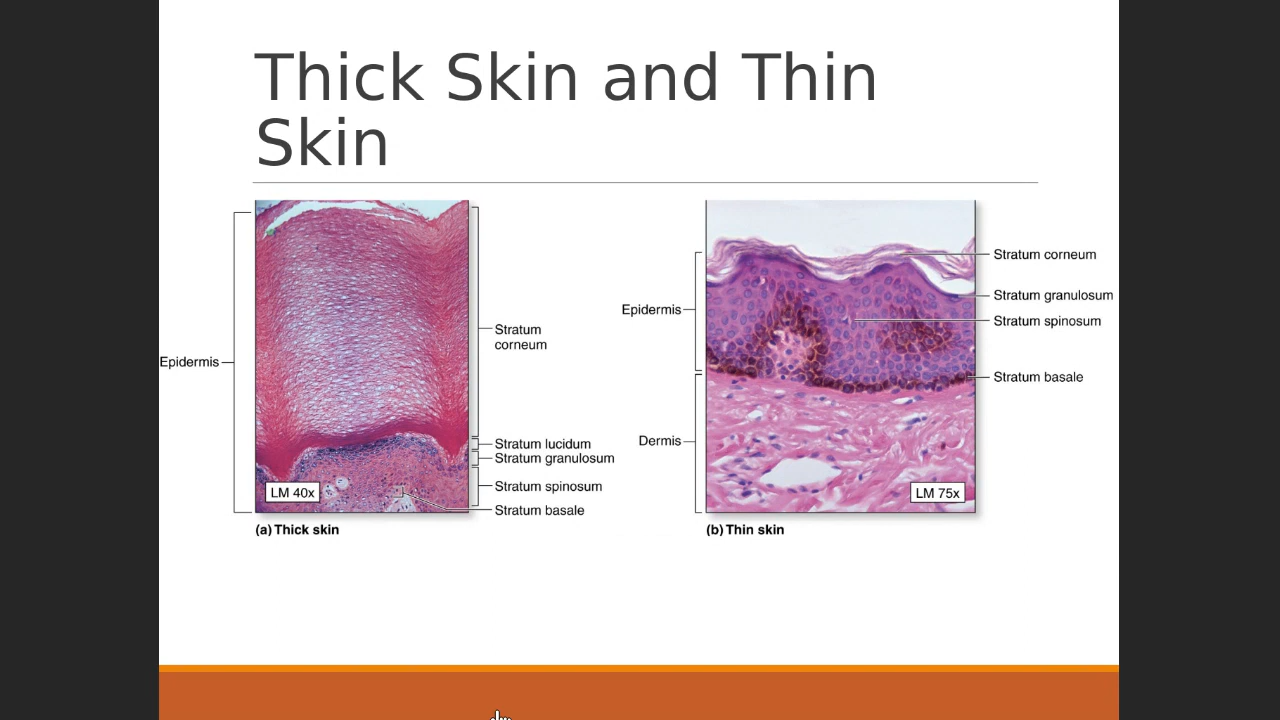 Thick Skin and Thin
Skin
Epidermis
Stratum
corneum
Stratum lucidum
Stratum granulosum
Stratum spinosum
Stratum basale
LM 40x
(a) Thick skin
Epidermis
Dermis
Stratum corneum
Stratum granulosum
Stratum spinosum
Stratum basale
LM 75x
(b) Thin skin